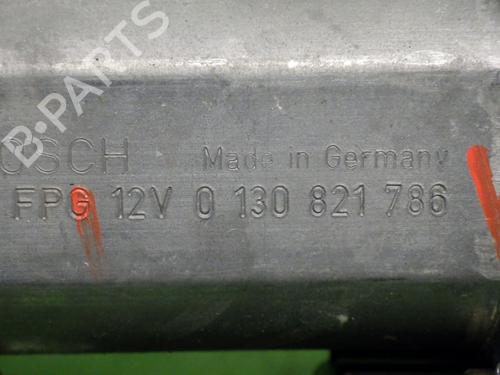 B-PARTS
OSCH Made in Germany
FPG 12V 0 130 821 786